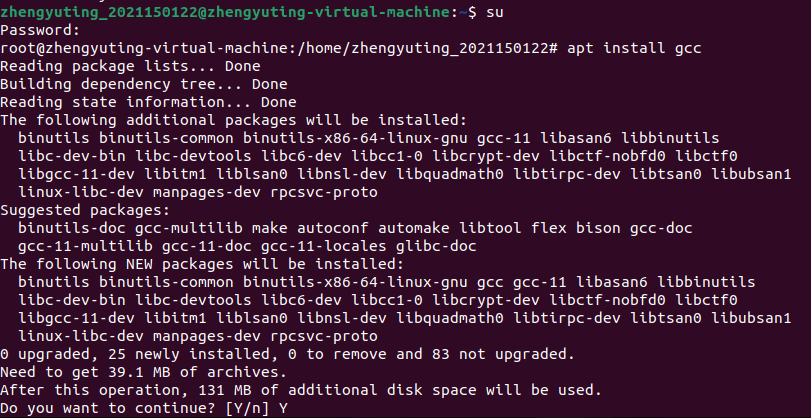 zhengyuting_2021150122@zhengyuting-virtual-machine:~$ su
Password:
root@zhengyuting-virtual-machine:/home/zhengyuting_2021150122# apt install gcc
Reading package lists... Done
Building dependency tree... Done
Reading state information... Done
The following additional packages will be installed:
  binutils binutils-common binutils-x86-64-linux-gnu gcc-11 libasan6 libbinutils
  libc-dev-bin libc-devtools libc6-dev libcc1-0 libcrypt-dev libctf-nobfd0 libctf0
  libgcc-11-dev libitm1 liblsan0 libnsl-dev libquadmath0 libtirpc-dev libtsan0 libubsan1
  linux-libc-dev manpages-dev rpcsvc-proto
Suggested packages:
  binutils-doc gcc-multilib make autoconf automake libtool flex bison gcc-doc
  gcc-11-multilib gcc-11-doc gcc-11-locales glibc-doc
The following NEW packages will be installed:
  binutils binutils-common binutils-x86-64-linux-gnu gcc gcc-11 libasan6 libbinutils
  libc-dev-bin libc-devtools libc6-dev libcc1-0 libcrypt-dev libctf-nobfd0 libctf0
  libgcc-11-dev libitm1 liblsan0 libnsl-dev libquadmath0 libtirpc-dev libtsan0 libubsan1
  linux-libc-dev manpages-dev rpcsvc-proto
0 upgraded, 25 newly installed, 0 to remove and 83 not upgraded.
Need to get 39.1 MB of archives.
After this operation, 131 MB of additional disk space will be used.
Do you want to continue? [Y/n] Y